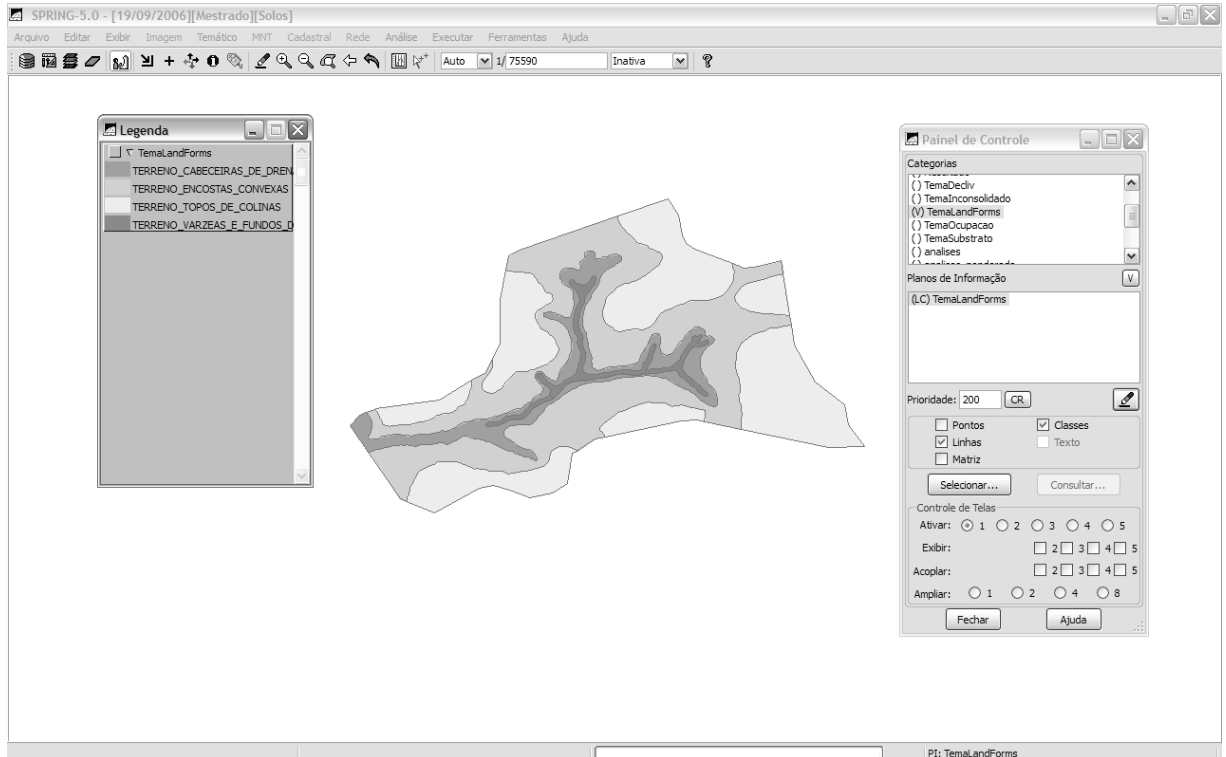 SPRING-5.0 - [19/09/2006][Mestrado][Solos]
Arquivo Editar Exibir Imagem Temático MNT Cadastral Rede Análise Executar Ferramentas Ajuda
Auto 1/ 75590 Inativa
Legenda
TemaLandForms
TERRENO_CABECEIRAS_DE_DREN
TERRENO_ENCOSTAS_CONVEXAS
TERRENO_TOPOS_DE_COLINAS
TERRENO_VARZEAS_E_FUNDOS_D
Painel de Controle
Categorias
( ) Resultado
( ) TemaDecliv
( ) TemaInconsolidado
(V) TemaLandForms
( ) TemaOcupacao
( ) TemaSubstrato
( ) analises
( ) analises_ponderado
Planos de Informação V
(LC) TemaLandForms
Prioridade: 200 CR
Pontos Classes
Linhas Texto
Matriz
Selecionar... Consultar...
Controle de Telas
Ativar: 1 2 3 4 5
Exibir: 2 3 4 5
Acoplar: 2 3 4 5
Ampliar: 1 2 4 8
Fechar Ajuda
PI: TemaLandForms